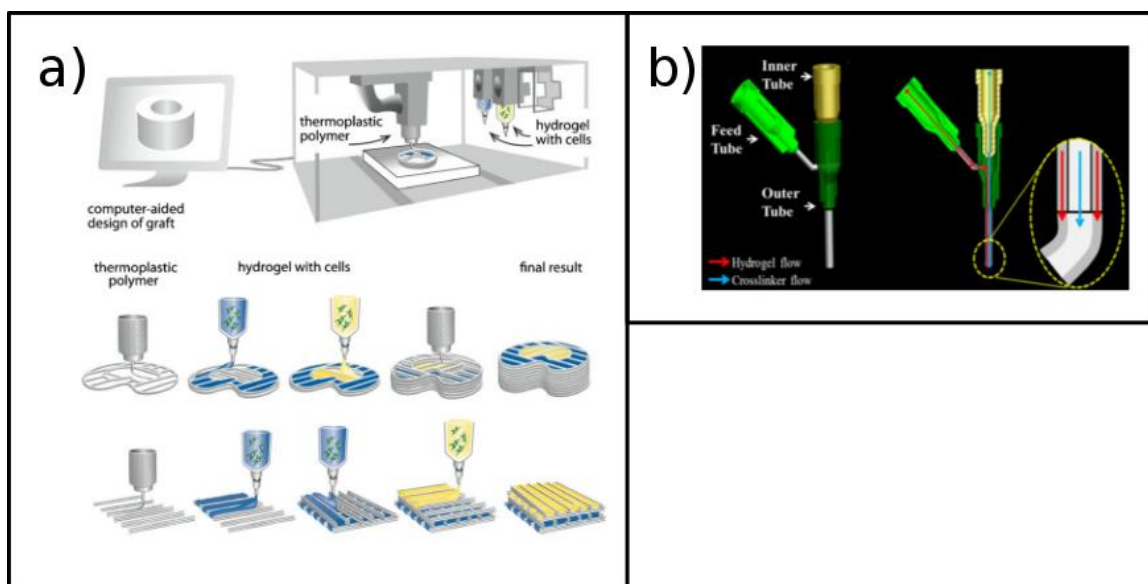 a)
thermoplastic
polymer
hydrogel
with cells
computer-aided
design of graft
thermoplastic
polymer
hydrogel with cells
final result
b)
Inner
Tube
Feed
Tube
Outer
Tube
Hydrogel flow
Crosslinker flow